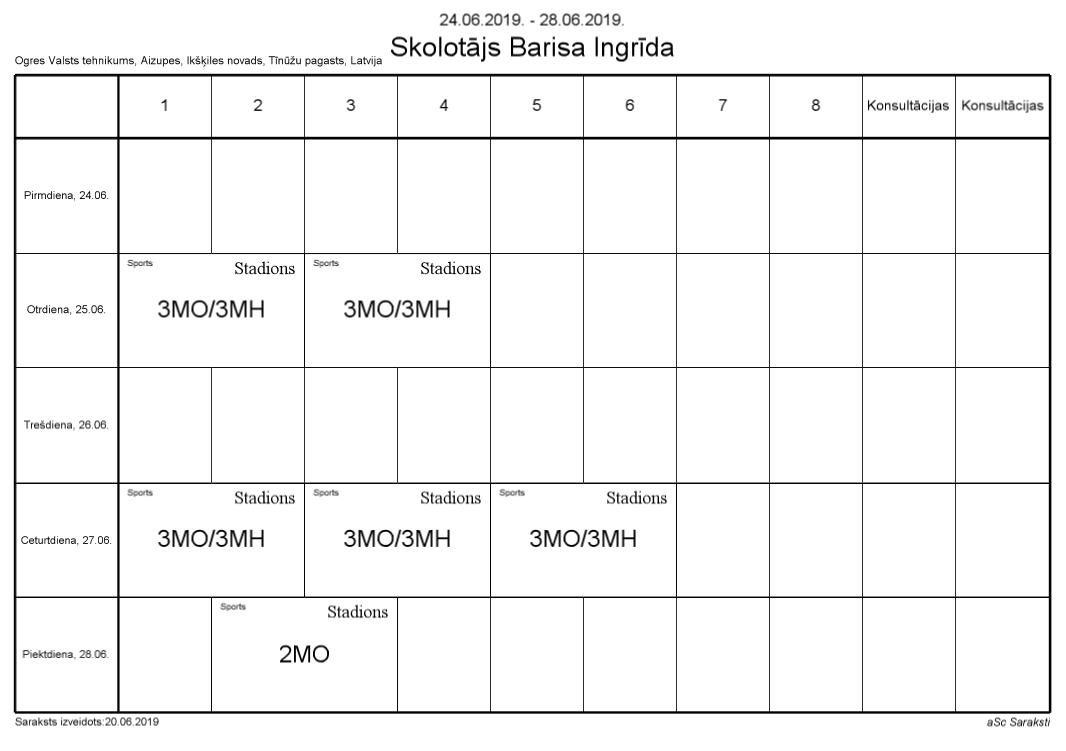 24.06.2019. - 28.06.2019.
Skolotājs Barisa Ingrīda
Ogres Valsts tehnikums, Aizupes, Ikšķiles novads, Tīnūžu pagasts, Latvija
1 2 3 4 5 6 7 8 Konsultācijas Konsultācijas
Pirmdiena, 24.06.
Sports Stadions Sports Stadions
Otrdiena, 25.06. 3MO/3MH 3MO/3MH
Trešdiena, 26.06.
Sports Stadions Sports Stadions Sports Stadions
Ceturtdiena, 27.06. 3MO/3MH 3MO/3MH 3MO/3MH
Sports Stadions
Piektdiena, 28.06. 2MO
Saraksts izveidots:20.06.2019 aSc Saraksti